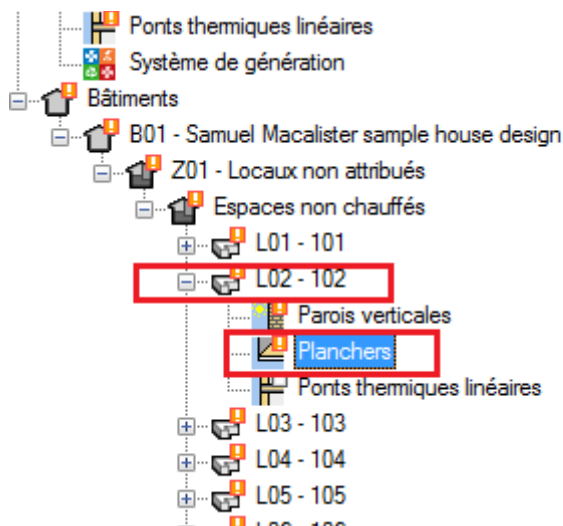 Ponts thermiques linéaires
Système de génération
Bâtiments
B01 - Samuel Macalister sample house design
Z01 - Locaux non attribués
Espaces non chauffés
L01 - 101
L02 - 102
Parois verticales
Planchers
Ponts thermiques linéaires
L03 - 103
L04 - 104
L05 - 105